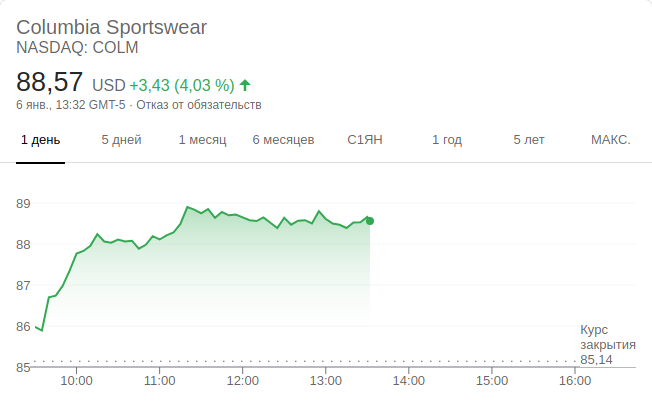 Columbia Sportswear
NASDAQ: COLM
88,57 USD +3,43 (4,03 %)
6 янв., 13:32 GMT-5 · Отказ от обязательств
1 день 5 дней 1 месяц 6 месяцев С1ЯН 1 год 5 лет МАКС.
89
88
87
86
85
Курс
закрытия
85,14
10:00 11:00 12:00 13:00 14:00 15:00 16:00